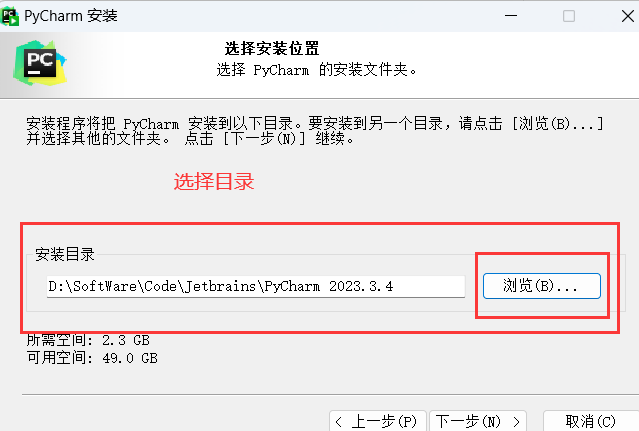 PyCharm 安装
PC
选择安装位置
选择 PyCharm 的安装文件夹。
安装程序将把 PyCharm 安装到以下目录。要安装到另一个目录，请点击 [浏览(B)...]
并选择其他的文件夹。 点击 [下一步(N)] 继续。
选择目录
安装目录
D:\SoftWare\Code\Jetbrains\PyCharm 2023.3.4
浏览(B)...
所需空间: 2.3 GB
可用空间: 49.0 GB
< 上一步(P) 下一步(N) > 取消(C)